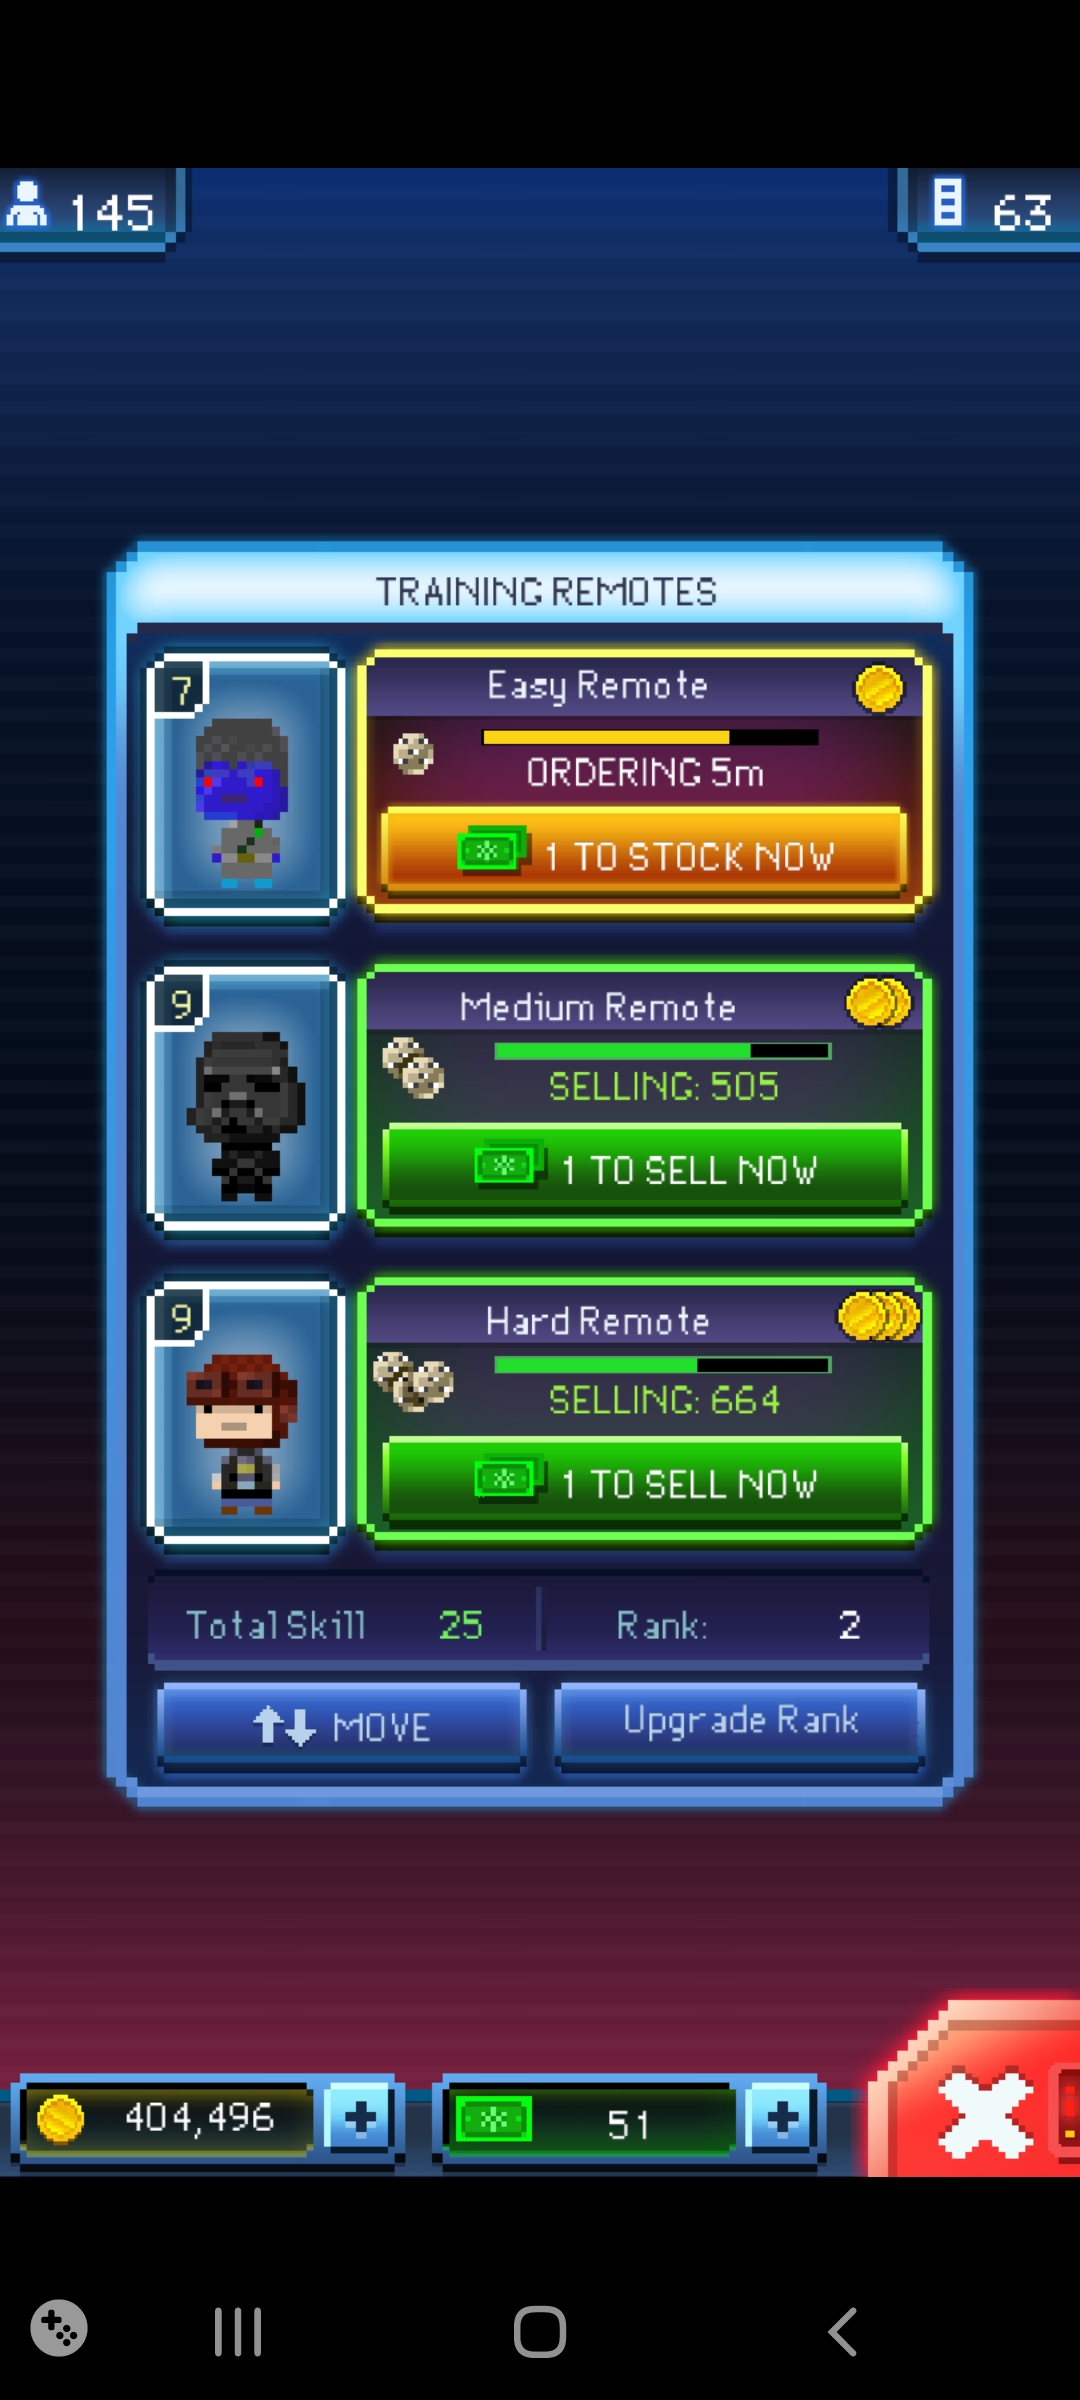 145
63
TRAINING REMOTES
7
Easy Remote
ORDERING 5m
1 TO STOCK NOW
9
Medium Remote
SELLING: 505
1 TO SELL NOW
9
Hard Remote
SELLING: 664
1 TO SELL NOW
Total Skill 25 Rank: 2
MOVE Upgrade Rank
404,496 51